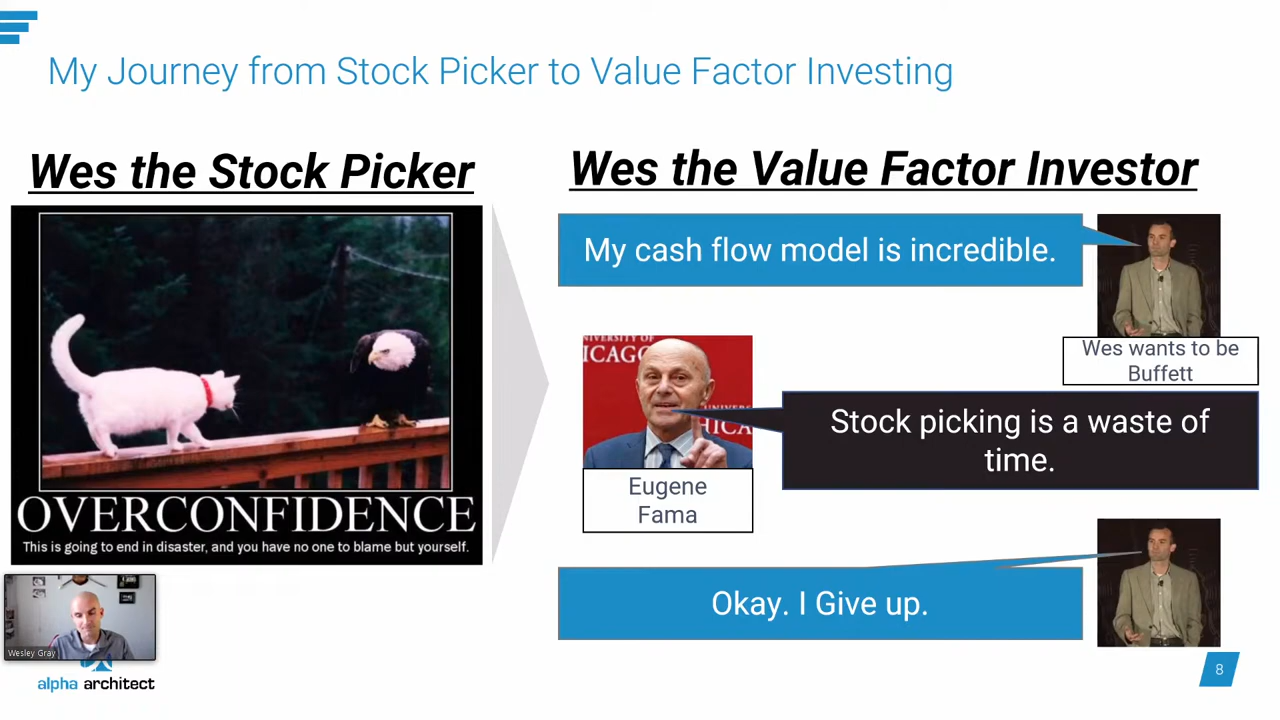 My Journey from Stock Picker to Value Factor Investing
Wes the Stock Picker
OVERCONFIDENCE
This is going to end in disaster, and you have no one to blame but yourself.
Wes the Value Factor Investor
My cash flow model is incredible.
Wes wants to be
Buffett
Stock picking is a waste of
time.
Eugene
Fama
Okay. I Give up.
Wesley Gray
alpha architect
8